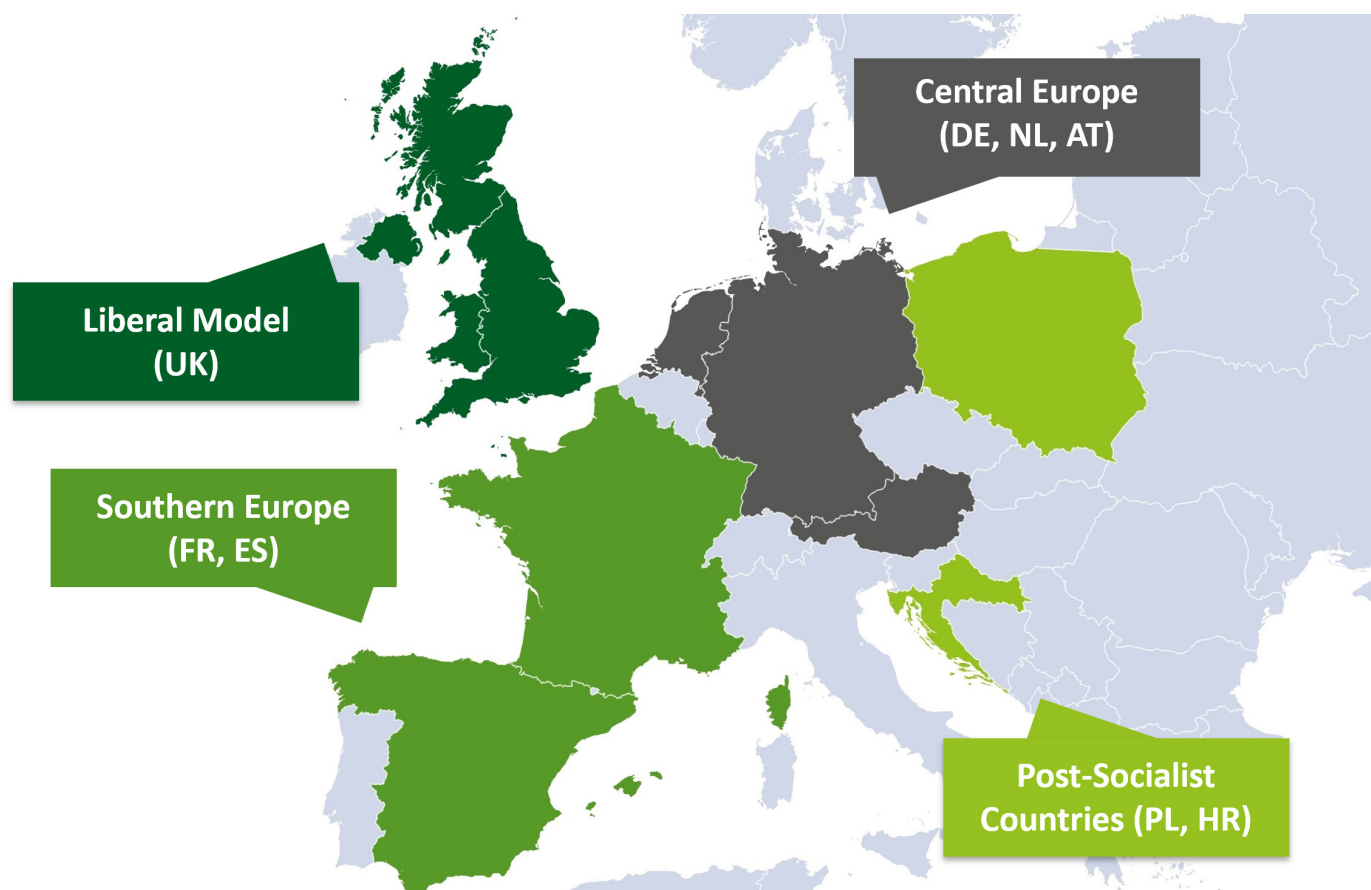 Central Europe
(DE, NL, AT)
Liberal Model
(UK)
Southern Europe
(FR, ES)
Post-Socialist
Countries (PL, HR)